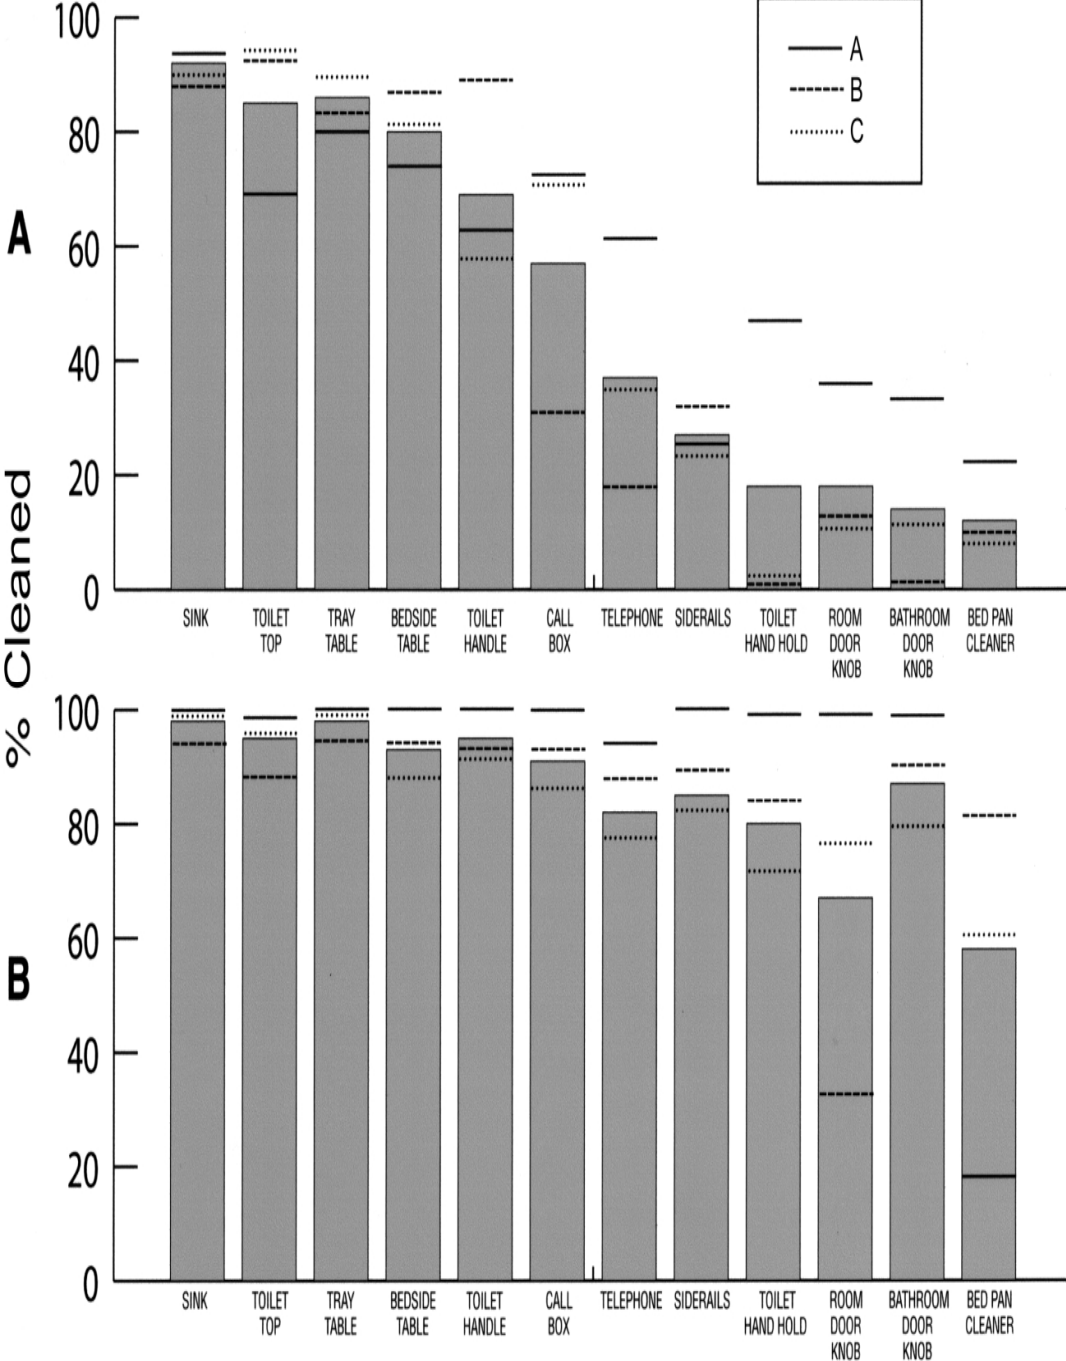 A
B
C
A
% Cleaned
100
80
60
40
20
0
SINK
TOILET
TOP
TRAY
TABLE
BEDSIDE
TABLE
TOILET
HANDLE
CALL
BOX
TELEPHONE
SIDERAILS
TOILET
HAND HOLD
ROOM
DOOR
KNOB
BATHROOM
DOOR
KNOB
BED PAN
CLEANER
B
100
80
60
40
20
0
SINK
TOILET
TOP
TRAY
TABLE
BEDSIDE
TABLE
TOILET
HANDLE
CALL
BOX
TELEPHONE
SIDERAILS
TOILET
HAND HOLD
ROOM
DOOR
KNOB
BATHROOM
DOOR
KNOB
BED PAN
CLEANER